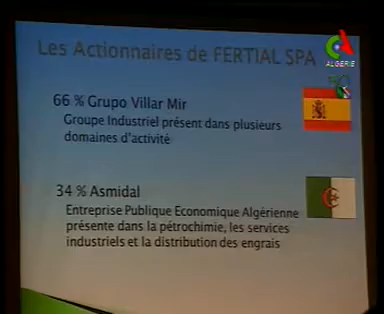 Les Actionnaires de FERTIAL SPA
ALGERIE
66 % Grupo Villar Mir
Groupe Industriel présent dans plusieurs
domaines d'activité
34 % Asmidal
Entreprise Publique Economique Algérienne
présente dans la pétrochimie, les services
industriels et la distribution des engrais